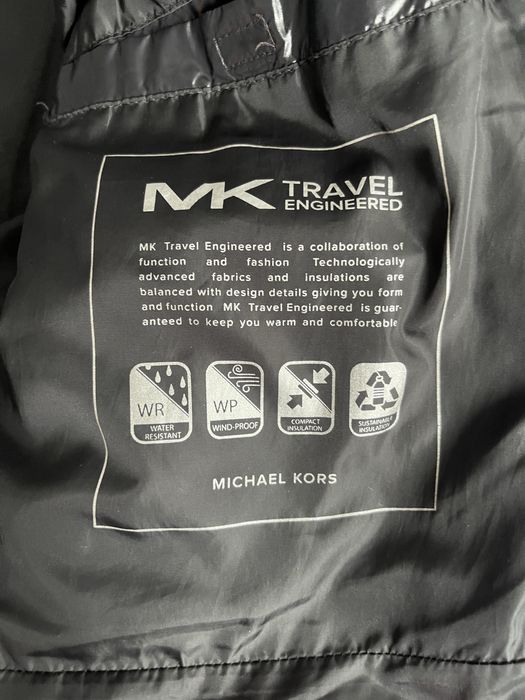 MK TRAVEL
ENGINEERED
MK Travel Engineered is a collaboration of
function and fashion Technologically
advanced fabrics and insulations are
balanced with design details giving you form
and function MK Travel Engineered is guar-
anteed to keep you warm and comfortable
WR
WATER
RESISTANT
WP
WIND-PROOF
COMPACT
INSULATION
SUSTAINABLE
INSULATION
MICHAEL KORS